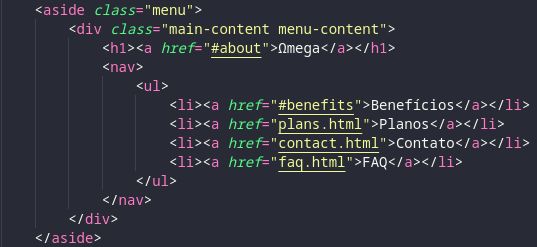 <aside class="menu">
<div class="main-content menu-content">
<h1><a href="#about">Ωmega</a></h1>
<nav>
<ul>
<li><a href="#benefits">Benefícios</a></li>
<li><a href="plans.html">Planos</a></li>
<li><a href="contact.html">Contato</a></li>
<li><a href="faq.html">FAQ</a></li>
</ul>
</nav>
</div>
</aside>